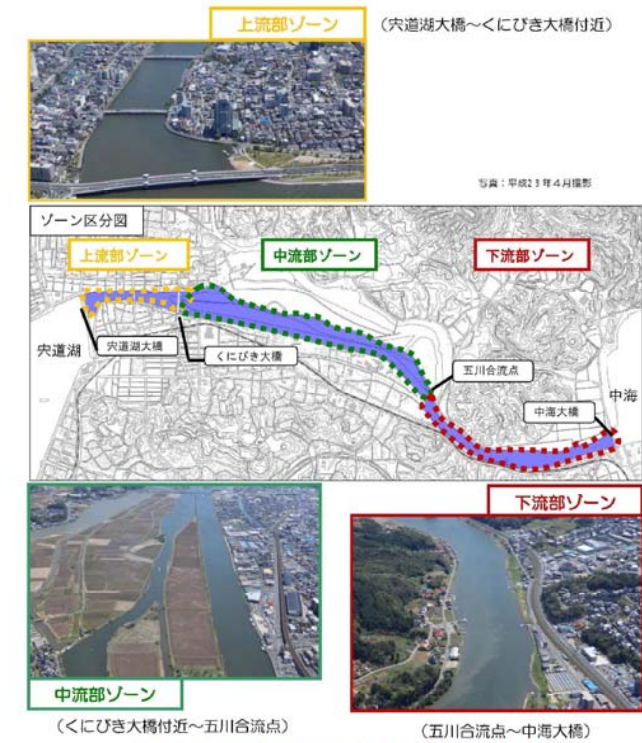 上流部ゾーン
(宍道湖大橋～くにびき大橋付近)
写真：平成23年4月撮影
ゾーン区分図
上流部ゾーン
中流部ゾーン
下流部ゾーン
宍道湖
宍道湖大橋
くにびき大橋
五川合流点
中海
中海大橋
下流部ゾーン
中流部ゾーン
(くにびき大橋付近～五川合流点)
(五川合流点～中海大橋)